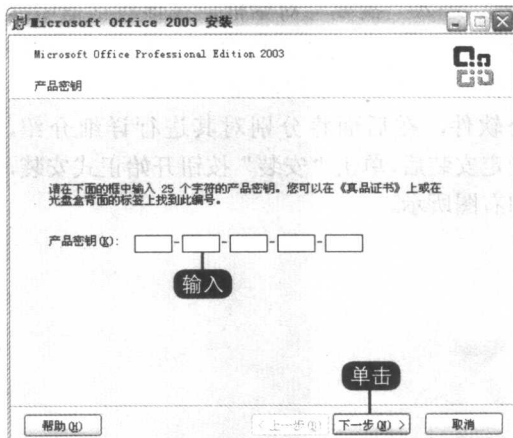 Microsoft Office 2003 安装
Microsoft Office Professional Edition 2003
产品密钥
请在下面的框中输入 25 个字符的产品密钥。您可以在《真品证书》上或在
光盘盒背面的标签上找到此编号。
产品密钥(K):
输入
单击
帮助(H)
< 上一步(B)
下一步(N) >
取消